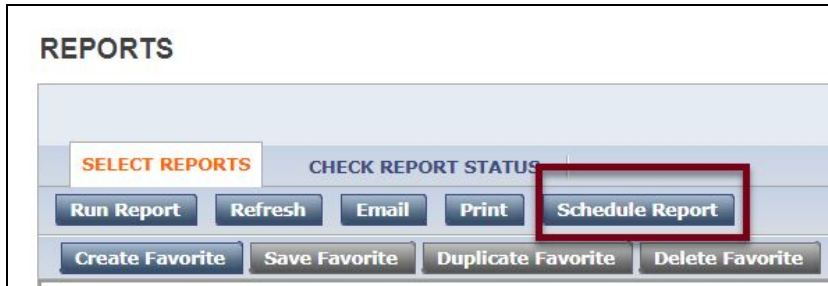 REPORTS
SELECT REPORTS CHECK REPORT STATUS
Run Report Refresh Email Print Schedule Report
Create Favorite Save Favorite Duplicate Favorite Delete Favorite